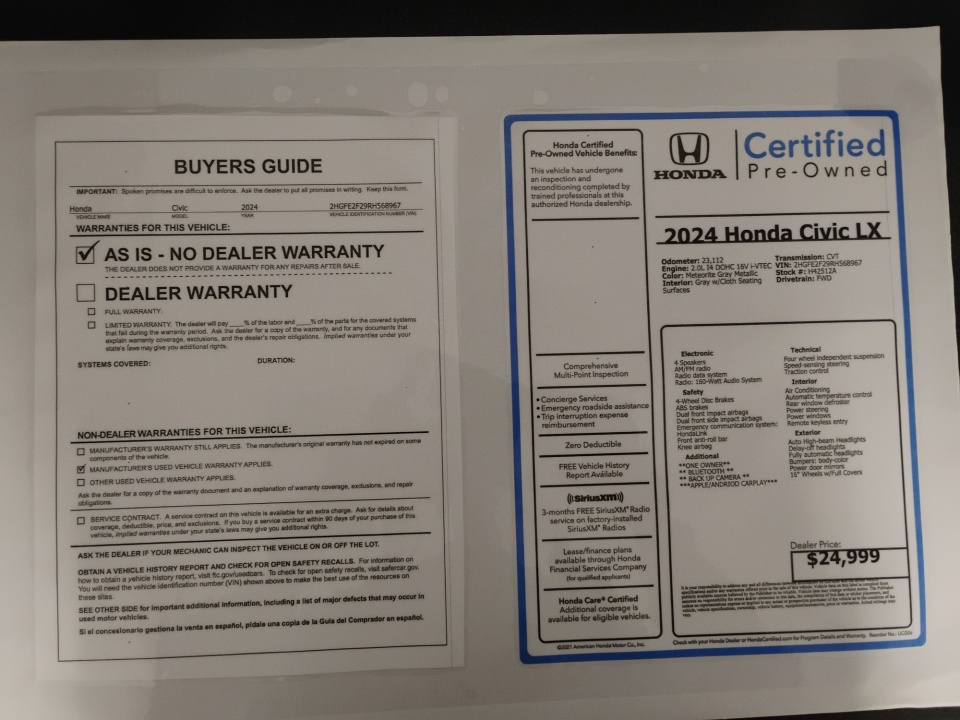 BUYERS GUIDE
IMPORTANT: Spoken promises are difficult to enforce. Ask the dealer to put all promises in writing. Keep this form.
Honda Civic 2024 2HGFE2F29RH568967
VEHICLE MAKE MODEL YEAR VEHICLE IDENTIFICATION NUMBER (VIN)
WARRANTIES FOR THIS VEHICLE:
AS IS - NO DEALER WARRANTY
THE DEALER DOES NOT PROVIDE A WARRANTY FOR ANY REPAIRS AFTER SALE.
DEALER WARRANTY
FULL WARRANTY.
LIMITED WARRANTY. The dealer will pay ____% of the labor and ____% of the parts for the covered systems
that fail during the warranty period. Ask the dealer for a copy of the warranty, and for any documents that
explain warranty coverage, exclusions, and the dealer's repair obligations. Implied warranties under your
state's laws may give you additional rights.
SYSTEMS COVERED: DURATION:
NON-DEALER WARRANTIES FOR THIS VEHICLE:
MANUFACTURER'S WARRANTY STILL APPLIES. The manufacturer's original warranty has not expired on some
components of the vehicle.
MANUFACTURER'S USED VEHICLE WARRANTY APPLIES.
OTHER USED VEHICLE WARRANTY APPLIES.
Ask the dealer for a copy of the warranty document and an explanation of warranty coverage, exclusions, and repair
obligations.
SERVICE CONTRACT. A service contract on this vehicle is available for an extra charge. Ask for details about
coverage, deductible, price, and exclusions. If you buy a service contract within 90 days of your purchase of this
vehicle, implied warranties under your state's laws may give you additional rights.
ASK THE DEALER IF YOUR MECHANIC CAN INSPECT THE VEHICLE ON OR OFF THE LOT.
OBTAIN A VEHICLE HISTORY REPORT AND CHECK FOR OPEN SAFETY RECALLS. For information on
how to obtain a vehicle history report, visit ftc.gov/usedcars. To check for open safety recalls, visit safercar.gov.
You will need the vehicle identification number (VIN) shown above to make the best use of the resources on
these sites.
SEE OTHER SIDE for important additional information, including a list of major defects that may occur in
used motor vehicles.
Si el concesionario gestiona la venta en español, pídale una copia de la Guía del Comprador en español.
Honda Certified
Pre-Owned Vehicle Benefits:
This vehicle has undergone
an inspection and
reconditioning completed by
trained professionals at this
authorized Honda dealership.
Comprehensive
Multi-Point Inspection
• Concierge Services
• Emergency roadside assistance
• Trip interruption expense
reimbursement
Zero Deductible
FREE Vehicle History
Report Available
((SiriusXM))
3-months FREE SiriusXM® Radio
service on factory-installed
SiriusXM® Radios
Lease/finance plans
available through Honda
Financial Services Company
(for qualified applicants)
Honda Care® Certified
Additional coverage is
available for eligible vehicles.
©2021 American Honda Motor Co., Inc.
HONDA
Certified
Pre-Owned
2024 Honda Civic LX
Odometer: 23,112
Engine: 2.0L I4 DOHC 16V i-VTEC
Color: Meteorite Gray Metallic
Interior: Gray w/Cloth Seating
Surfaces
Transmission: CVT
VIN: 2HGFE2F29RH568967
Stock #: H42512A
Drivetrain: FWD
Electronic
4 Speakers
AM/FM radio
Radio data system
Radio: 160-Watt Audio System
Safety
4-Wheel Disc Brakes
ABS brakes
Dual front impact airbags
Dual front side impact airbags
Emergency communication system:
HondaLink
Front anti-roll bar
Knee airbag
Additional
**ONE OWNER**
** BLUETOOTH **
** BACK UP CAMERA **
***APPLE/ANDRIOD CARPLAY***
Technical
Four wheel independent suspension
Speed-sensing steering
Traction control
Interior
Air Conditioning
Automatic temperature control
Rear window defroster
Power steering
Power windows
Remote keyless entry
Exterior
Auto High-beam Headlights
Delay-off headlights
Fully automatic headlights
Bumpers: body-color
Power door mirrors
16" Wheels w/Full Covers
Dealer Price:
$24,999
Check with your Honda Dealer or HondaCertified.com for Program Details and Warranty. Reorder No.: UC006